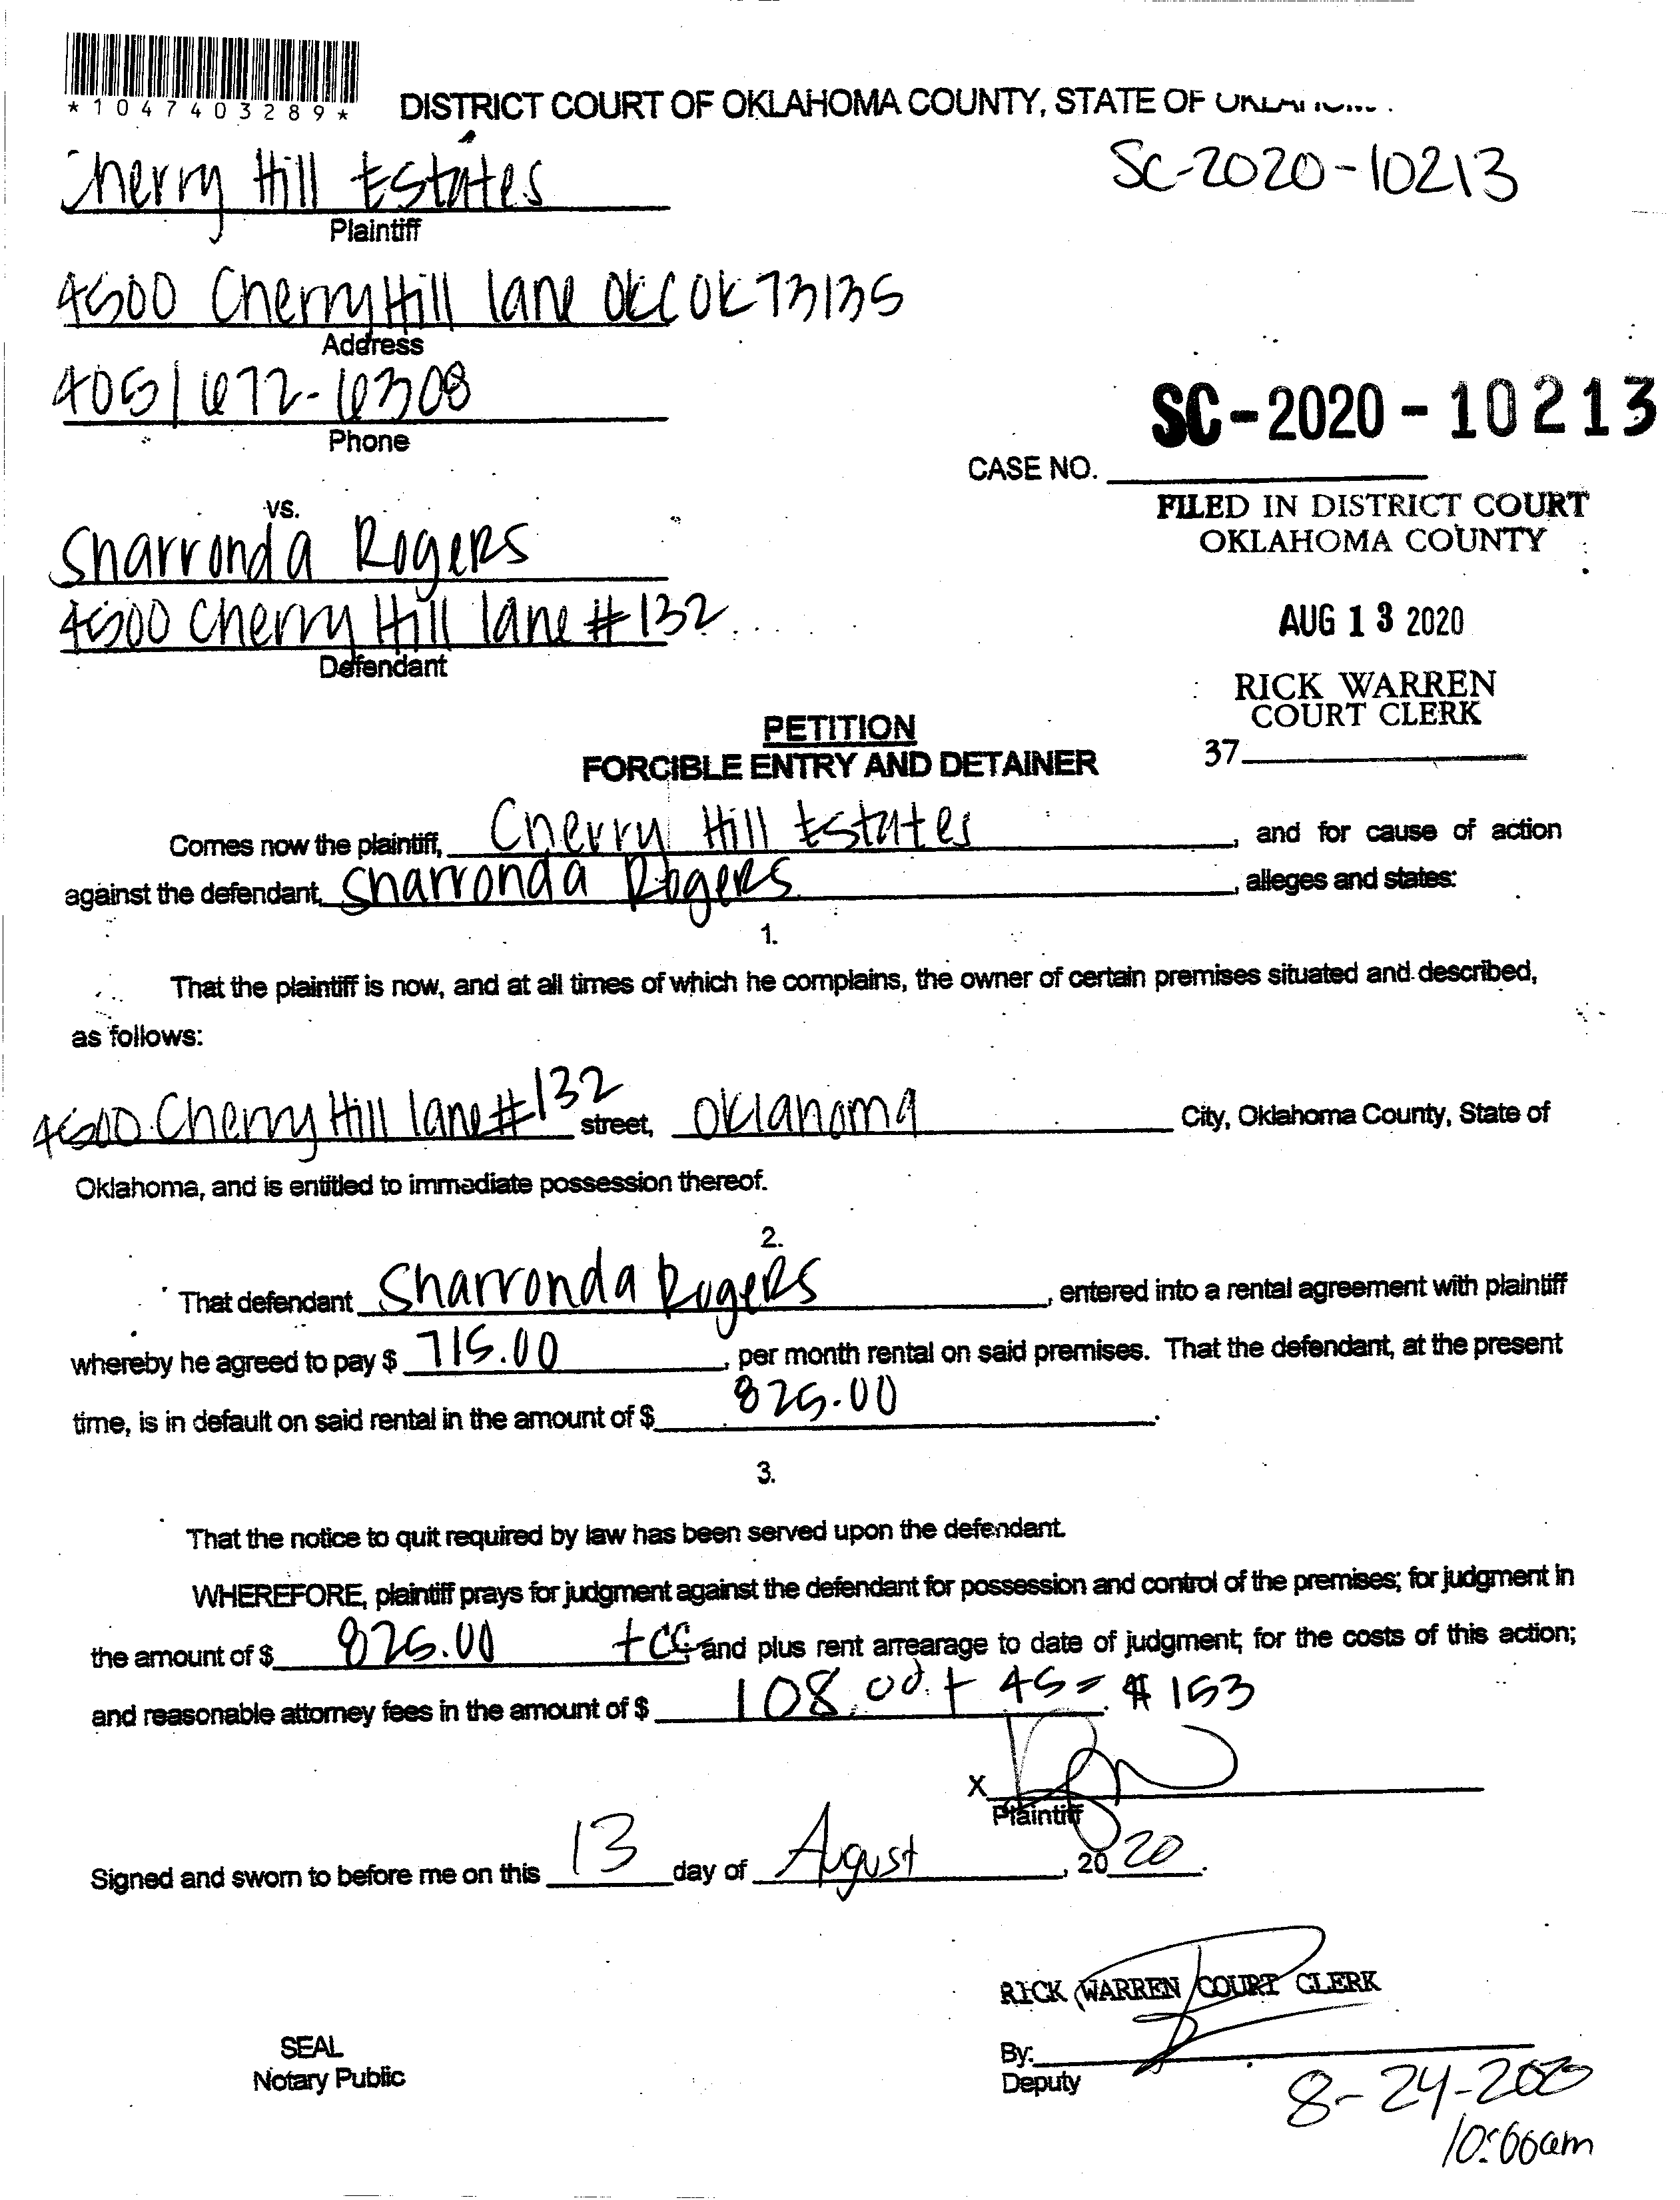 *1047403289*
DISTRICT COURT OF OKLAHOMA COUNTY, STATE OF
Cherry Hill Estates
SC-2020-10213
Plaintiff
4500 Cherry Hill lane OKC OK 73135
Address
405/672-6308
Phone
SC-2020-10213
CASE NO.
FILED IN DISTRICT COURT
OKLAHOMA COUNTY
vs.
Sharronda Rogers
4500 Cherry Hill lane #132
Defendant
AUG 13 2020
RICK WARREN
COURT CLERK
37
PETITION
FORCIBLE ENTRY AND DETAINER
Comes now the plaintiff, Cherry Hill Estates, and for cause of action
against the defendant, Sharronda Rogers, alleges and states:
1.
That the plaintiff is now, and at all times of which he complains, the owner of certain premises situated and described,
as follows:
4500 Cherry Hill lane #132 street, Oklahoma City, Oklahoma County, State of
Oklahoma, and is entitled to immediate possession thereof.
2.
That defendant Sharronda Rogers, entered into a rental agreement with plaintiff
whereby he agreed to pay $ 715.00, per month rental on said premises. That the defendant, at the present
time, is in default on said rental in the amount of $ 825.00.
3.
That the notice to quit required by law has been served upon the defendant.
WHEREFORE, plaintiff prays for judgment against the defendant for possession and control of the premises; for judgment in
the amount of $ 825.00 +CC and plus rent arrearage to date of judgment; for the costs of this action;
and reasonable attorney fees in the amount of $ 108.00 + 45 = $153
X
Plaintiff
Signed and sworn to before me on this 13 day of Agust, 2020.
RICK WARREN COURT CLERK
SEAL
Notary Public
By:
Deputy
8-24-2020
10:00am